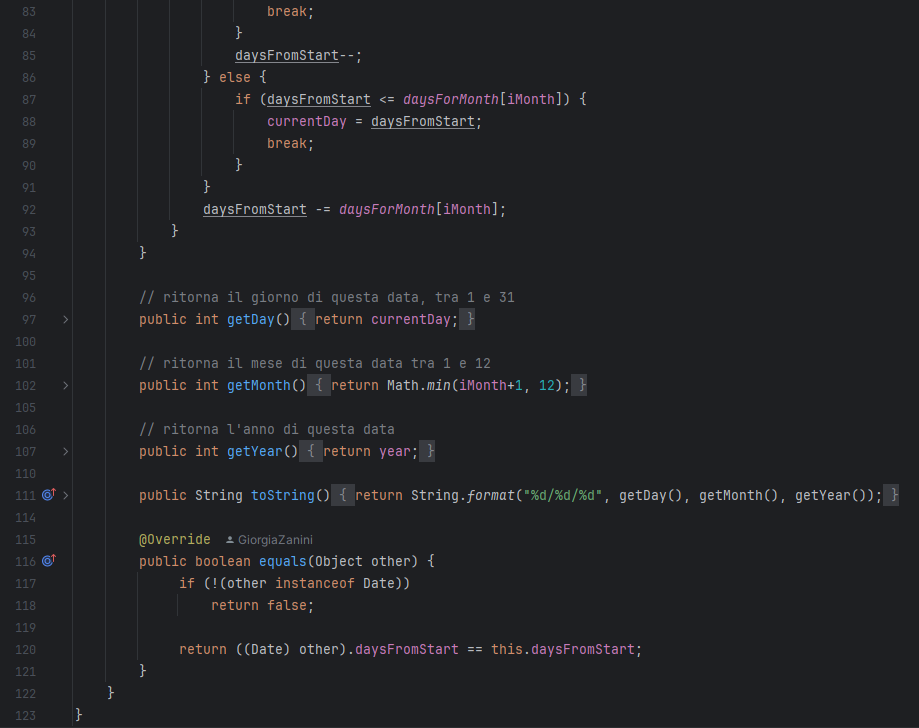 83 break;
84 }
85 daysFromStart--;
86 } else {
87 if (daysFromStart <= daysForMonth[iMonth]) {
88 currentDay = daysFromStart;
89 break;
90 }
91 }
92 daysFromStart -= daysForMonth[iMonth];
93 }
94 }
95
96 // ritorna il giorno di questa data, tra 1 e 31
97 public int getDay() { return currentDay; }
100
101 // ritorna il mese di questa data tra 1 e 12
102 public int getMonth() { return Math.min(iMonth+1, 12); }
105
106 // ritorna l'anno di questa data
107 public int getYear() { return year; }
110
111 public String toString() { return String.format("%d/%d/%d", getDay(), getMonth(), getYear()); }
114
115 @Override GiorgiaZanini
116 public boolean equals(Object other) {
117 if (!(other instanceof Date))
118 return false;
119
120 return ((Date) other).daysFromStart == this.daysFromStart;
121 }
122 }
123 }